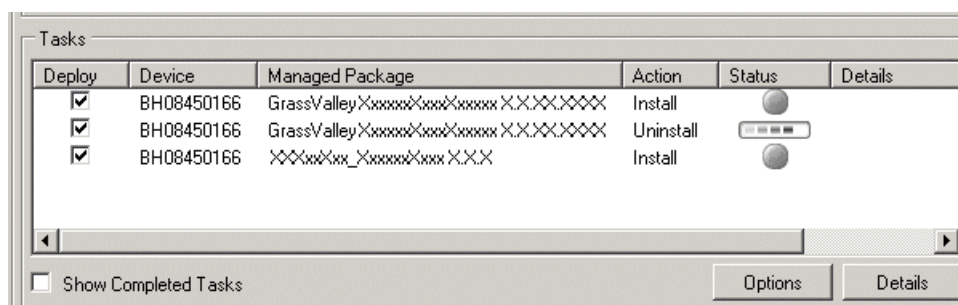 Tasks
Deploy Device Managed Package Action Status Details
BH08450166 GrassValleyXxxxxxXxxxXxxxxx X.X.XX.XXXX Install
BH08450166 GrassValleyXxxxxxXxxxXxxxxx X.X.XX.XXXX Uninstall
BH08450166 XXXxxXxx_XxxxxxXxxx X.X.X Install
Show Completed Tasks Options Details